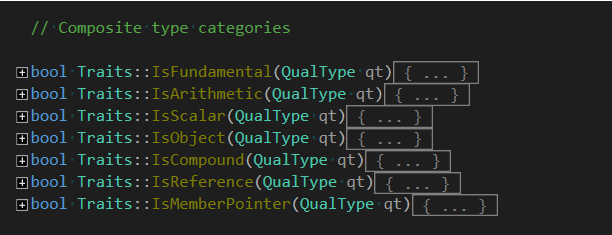 // Composite type categories
bool Traits::IsFundamental(QualType qt){ ... }
bool Traits::IsArithmetic(QualType qt){ ... }
bool Traits::IsScalar(QualType qt){ ... }
bool Traits::IsObject(QualType qt){ ... }
bool Traits::IsCompound(QualType qt){ ... }
bool Traits::IsReference(QualType qt){ ... }
bool Traits::IsMemberPointer(QualType qt){ ... }